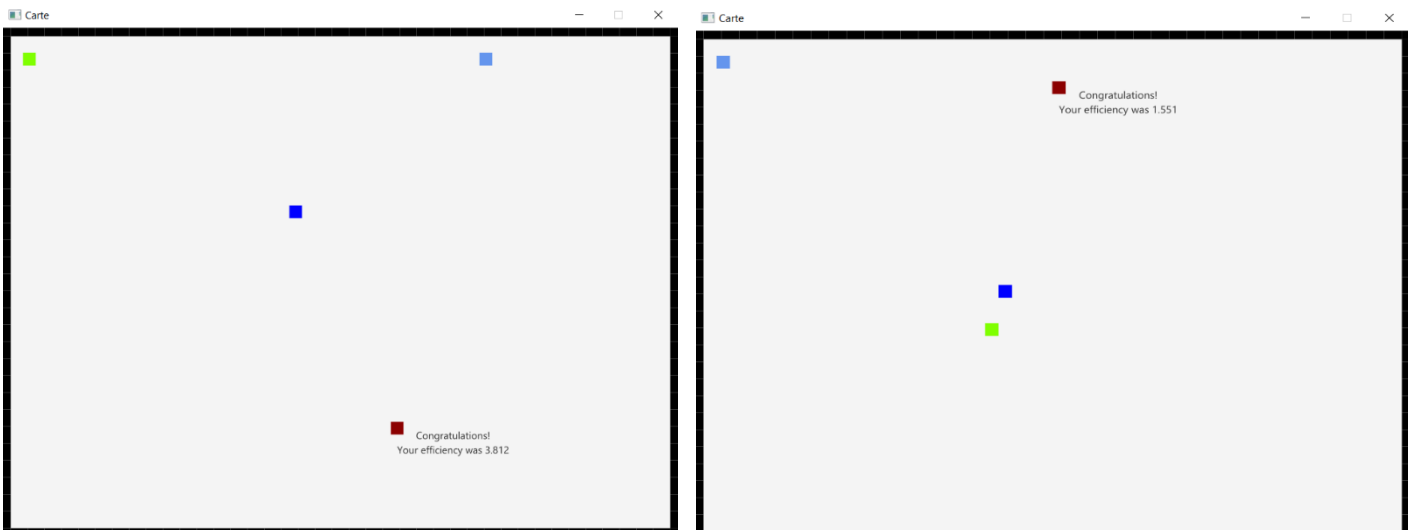 Carte
Congratulations!
Your efficiency was 3.812
Carte
Congratulations!
Your efficiency was 1.551